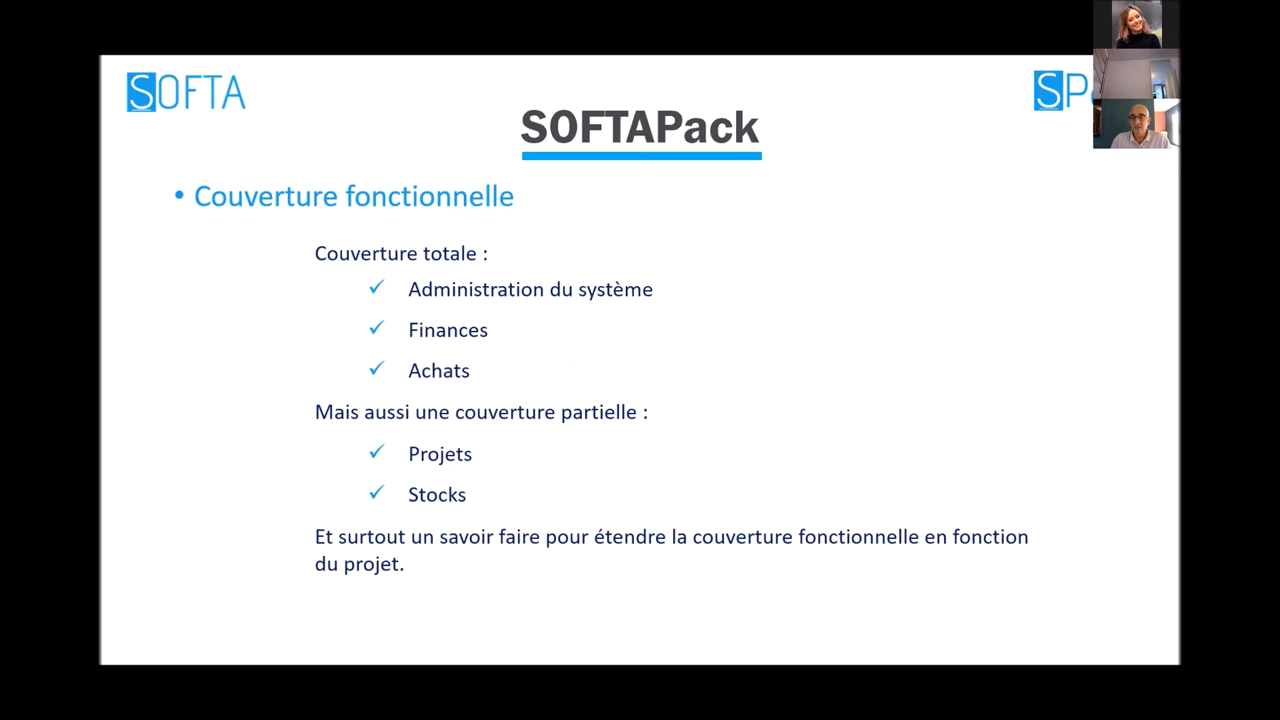 SOFTA
SP
SOFTAPack
• Couverture fonctionnelle
Couverture totale :
✓ Administration du système
✓ Finances
✓ Achats
Mais aussi une couverture partielle :
✓ Projets
✓ Stocks
Et surtout un savoir faire pour étendre la couverture fonctionnelle en fonction
du projet.